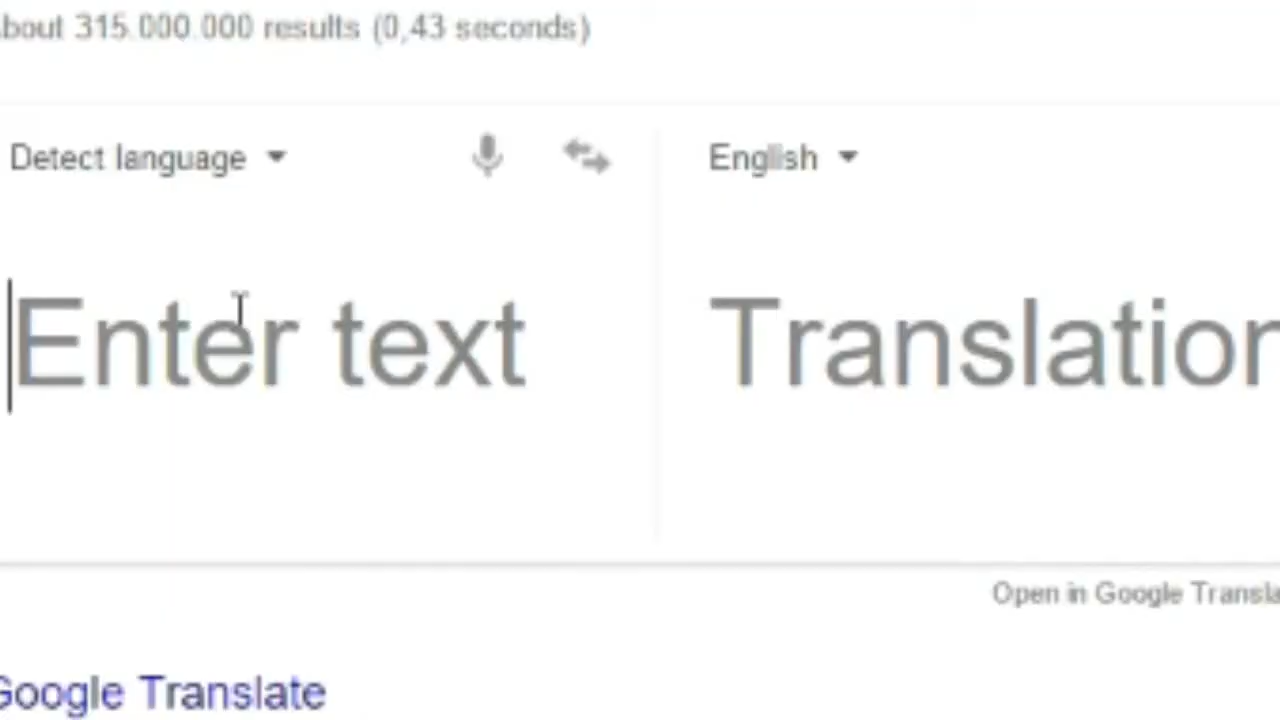 bout 315.000.000 results (0,43 seconds)
Detect language English
Enter text Translation
Open in Google Transla
Google Translate